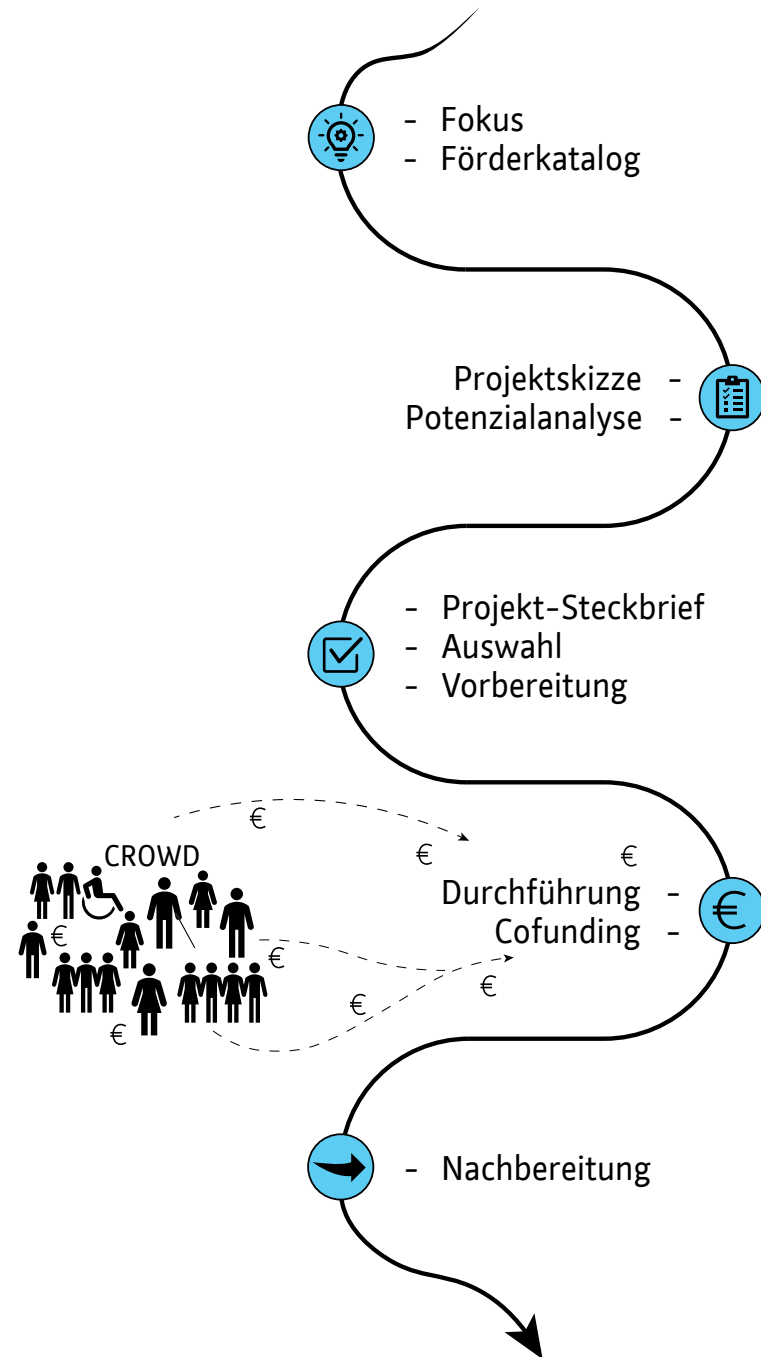 - Fokus
- Förderkatalog
Projektskizze -
Potenzialanalyse -
- Projekt-Steckbrief
- Auswahl
- Vorbereitung
€
CROWD
€
€
Durchführung -
Cofunding -
€
€
€
€
€
€
- Nachbereitung